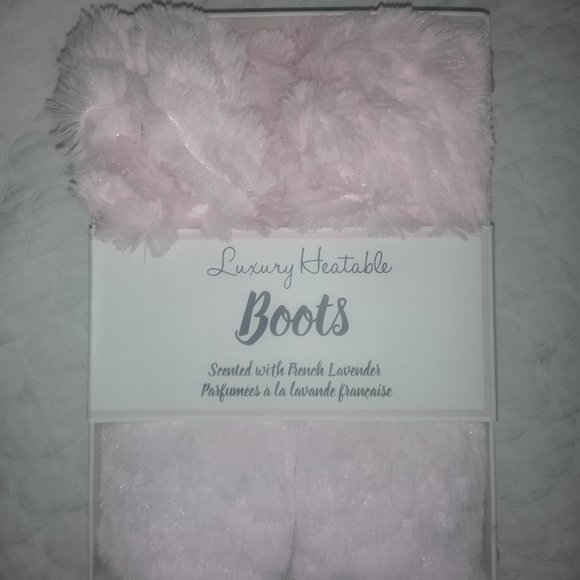 Luxury Heatable
Boots
Scented with French Lavender
Parfumées à la lavande française